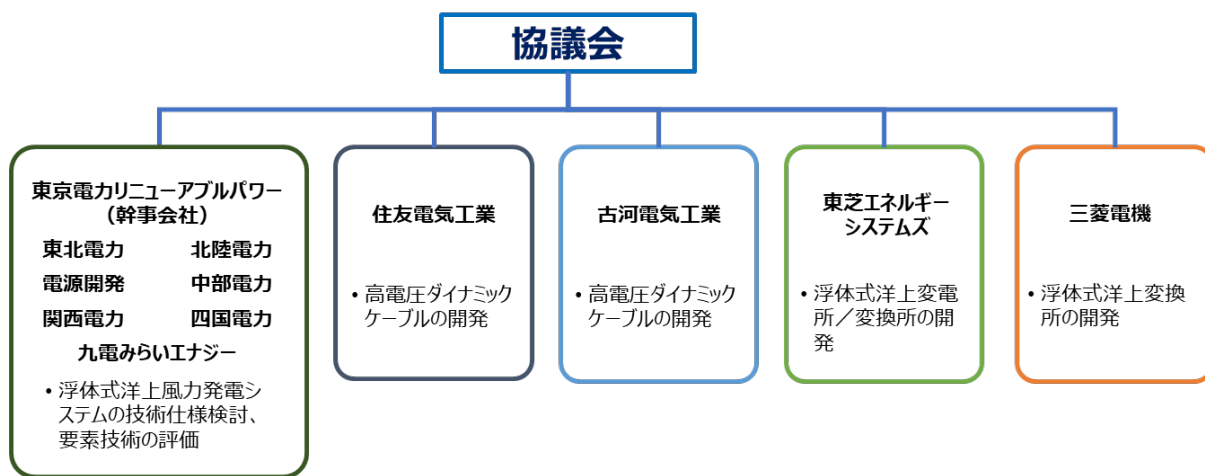 協議会
東京電力リニューアブルパワー
（幹事会社）
東北電力 北陸電力
電源開発 中部電力
関西電力 四国電力
九電みらいエナジー
・浮体式洋上風力発電シ
ステムの技術仕様検討、
要素技術の評価
住友電気工業
・高電圧ダイナミック
ケーブルの開発
古河電気工業
・高電圧ダイナミック
ケーブルの開発
東芝エネルギー
システムズ
・浮体式洋上変電
所／変換所の開
発
三菱電機
・浮体式洋上変換
所の開発